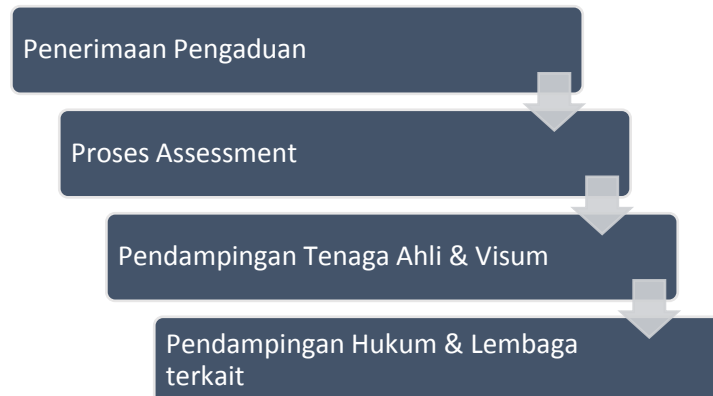 Penerimaan Pengaduan
Proses Assessment
Pendampingan Tenaga Ahli & Visum
Pendampingan Hukum & Lembaga
terkait